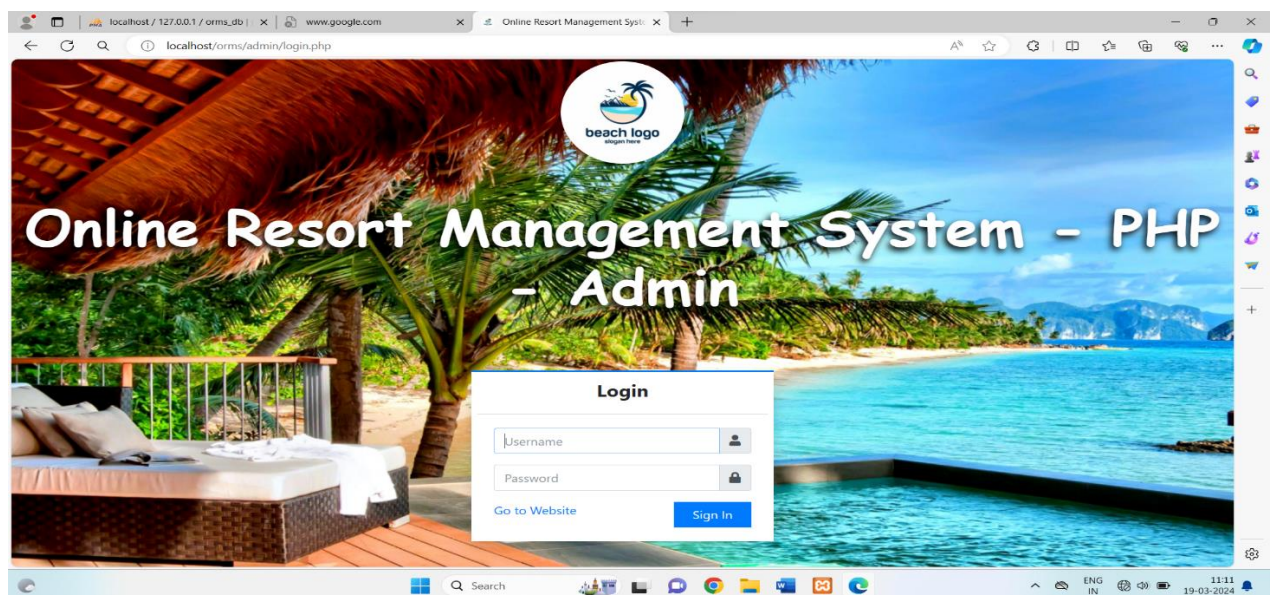 localhost / 127.0.0.1 / orms_db |
www.google.com
Online Resort Management Syst
localhost/orms/admin/login.php
beach logo
slogan here
Online Resort Management System - PHP
- Admin
Login
Username
Password
Go to Website
Sign In
Search
ENG
IN
11:11
19-03-2024